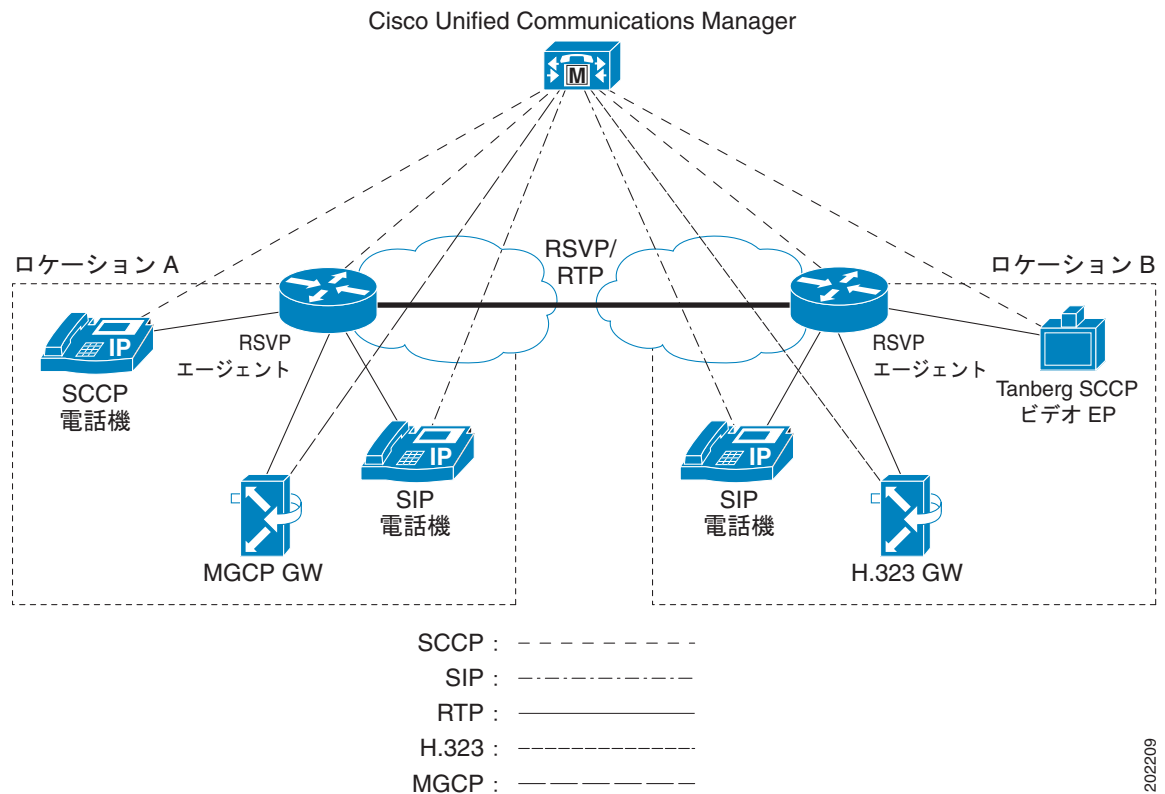 Cisco Unified Communications Manager
M
ロケーション A
RSVP/
RTP
ロケーション B
IP
RSVP
エージェント
SCCP
電話機
RSVP
エージェント
Tanberg SCCP
ビデオ EP
IP
SIP
電話機
IP
SIP
電話機
MGCP GW
H.323 GW
SCCP :
SIP :
RTP :
H.323 :
MGCP :
202209